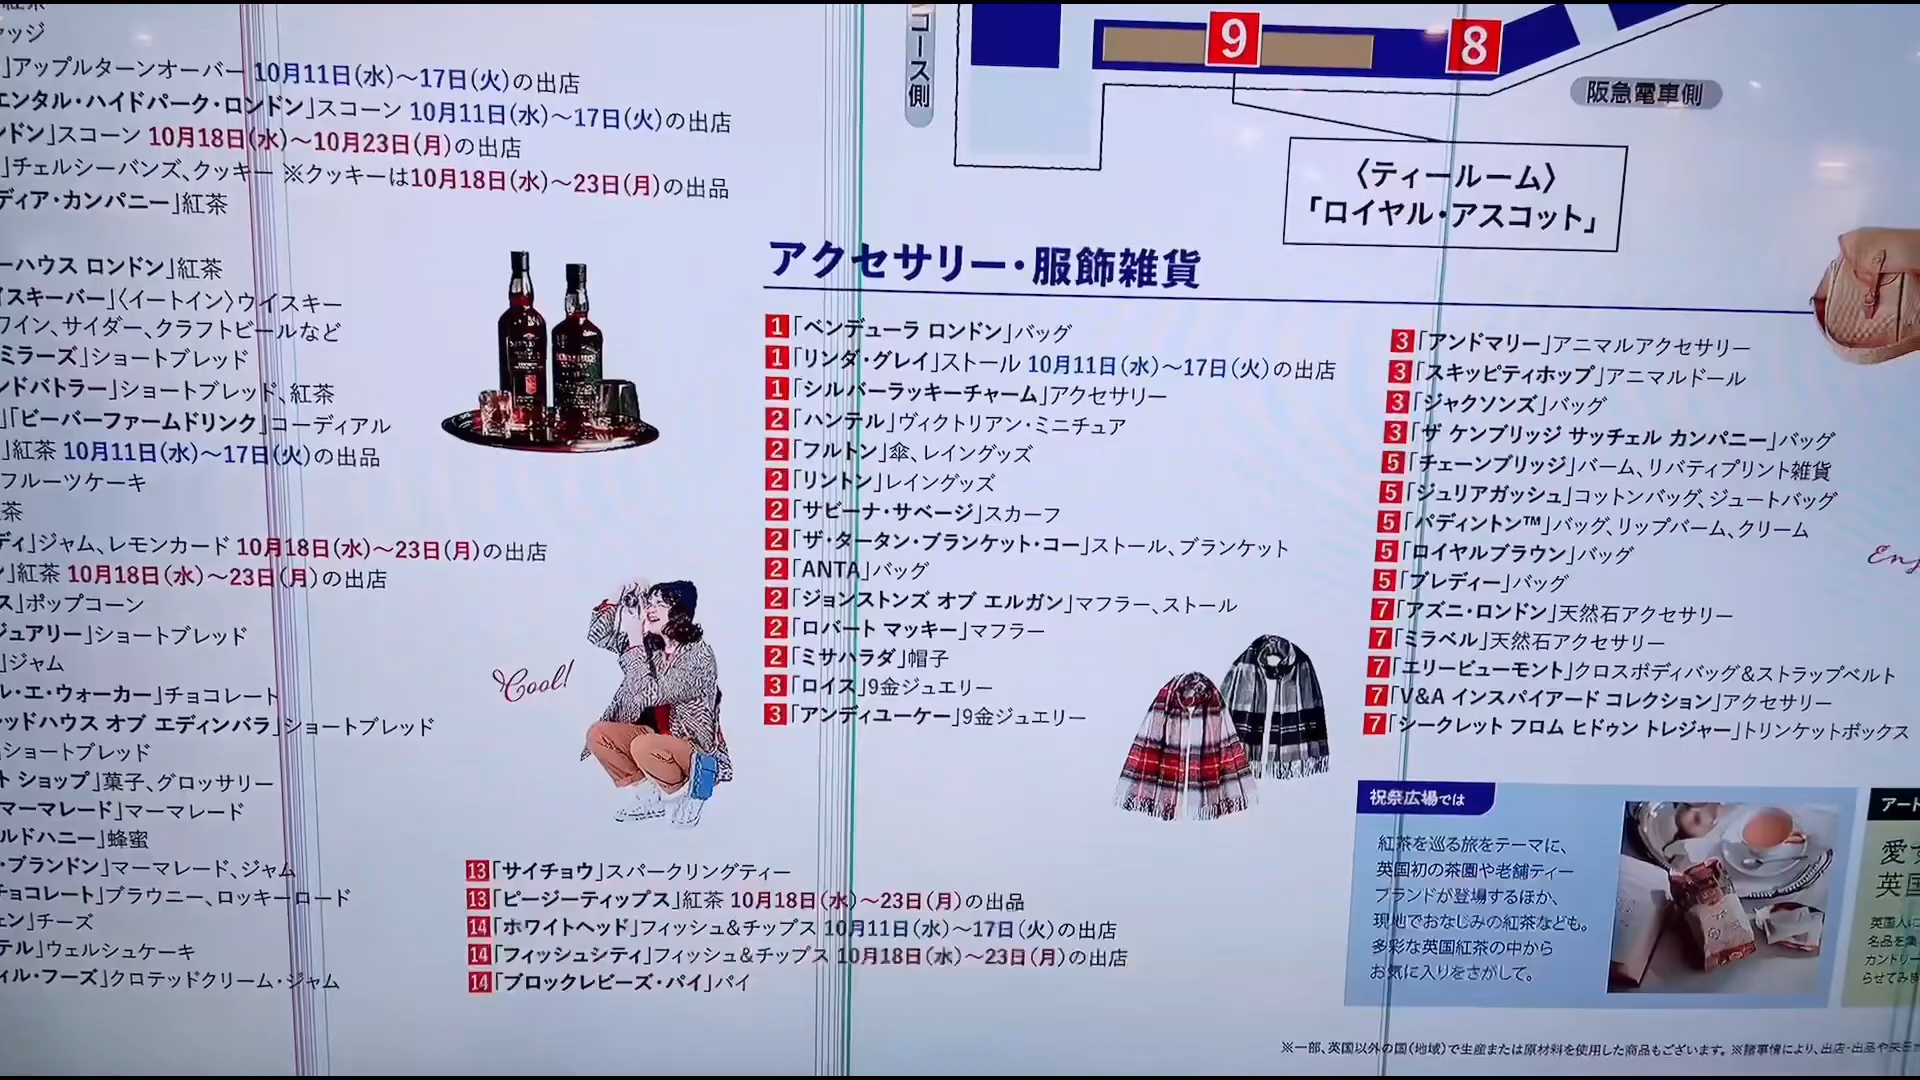 紅茶
ッジ
」アップルターンオーバー 10月11日(水)〜17日(火)の出店
エンタル・ハイドパーク・ロンドン」スコーン 10月11日(水)〜17日(火)の出店
ンドン」スコーン 10月18日(水)〜10月23日(月)の出店
」チェルシーバンズ、クッキー ※クッキーは10月18日(水)〜23日(月)の出品
ディア・カンパニー」紅茶
ーハウス ロンドン」紅茶
イスキーバー」〈イートイン〉ウイスキー
ワイン、サイダー、クラフトビールなど
ミラーズ」ショートブレッド
ンドバトラー」ショートブレッド、紅茶
」「ビーバーファームドリンク」コーディアル
」紅茶 10月11日(水)〜17日(火)の出品
フルーツケーキ
茶
ディ」ジャム、レモンカード 10月18日(水)〜23日(月)の出店
ン」紅茶 10月18日(水)〜23日(月)の出店
ス」ポップコーン
ジュアリー」ショートブレッド
」ジャム
ル・エ・ウォーカー」チョコレート
ッドハウス オブ エディンバラ」ショートブレッド
」ショートブレッド
ト ショップ」菓子、グロッサリー
マーマレード」マーマレード
ルドハニー」蜂蜜
・ブランドン」マーマレード、ジャム
チョコレート」ブラウニー、ロッキーロード
ェン」チーズ
テル」ウェルシュケーキ
ィル・フーズ」クロテッドクリーム・ジャム
Cool!
13「サイチョウ」スパークリングティー
13「ピージーティップス」紅茶 10月18日(水)〜23日(月)の出品
14「ホワイトヘッド」フィッシュ&チップス 10月11日(水)〜17日(火)の出店
14「フィッシュシティ」フィッシュ&チップス 10月18日(水)〜23日(月)の出店
14「ブロックレビーズ・パイ」パイ
コース側
9
8
阪急電車側
〈ティールーム〉
「ロイヤル・アスコット」
アクセサリー・服飾雑貨
1「ベンデューラ ロンドン」バッグ
1「リンダ・グレイ」ストール 10月11日(水)〜17日(火)の出店
1「シルバーラッキーチャーム」アクセサリー
2「ハンテル」ヴィクトリアン・ミニチュア
2「フルトン」傘、レイングッズ
2「リントン」レイングッズ
2「サビーナ・サベージ」スカーフ
2「ザ・タータン・ブランケット・コー」ストール、ブランケット
2「ANTA」バッグ
2「ジョンストンズ オブ エルガン」マフラー、ストール
2「ロバート マッキー」マフラー
2「ミサハラダ」帽子
3「ロイス」9金ジュエリー
3「アンディユーケー」9金ジュエリー
3「アンドマリー」アニマルアクセサリー
3「スキッピティホップ」アニマルドール
3「ジャクソンズ」バッグ
3「ザ ケンブリッジ サッチェル カンパニー」バッグ
5「チェーンブリッジ」バーム、リバティプリント雑貨
5「ジュリアガッシュ」コットンバッグ、ジュートバッグ
5「パディントン™」バッグ、リップバーム、クリーム
5「ロイヤルブラウン」バッグ
5「ブレディー」バッグ
7「アズニ・ロンドン」天然石アクセサリー
7「ミラベル」天然石アクセサリー
7「エリービューモント」クロスボディバッグ&ストラップベルト
7「V&A インスパイアード コレクション」アクセサリー
7「シークレット フロム ヒドゥン トレジャー」トリンケットボックス
祝祭広場では
紅茶を巡る旅をテーマに、
英国初の茶園や老舗ティー
ブランドが登場するほか、
現地でおなじみの紅茶なども。
多彩な英国紅茶の中から
お気に入りをさがして。
アート
愛す
英国
英国人に
名品を集
カントリー
らせてみ
※一部、英国以外の国(地域)で生産または原材料を使用した商品もございます。※諸事情により、出店・出品や